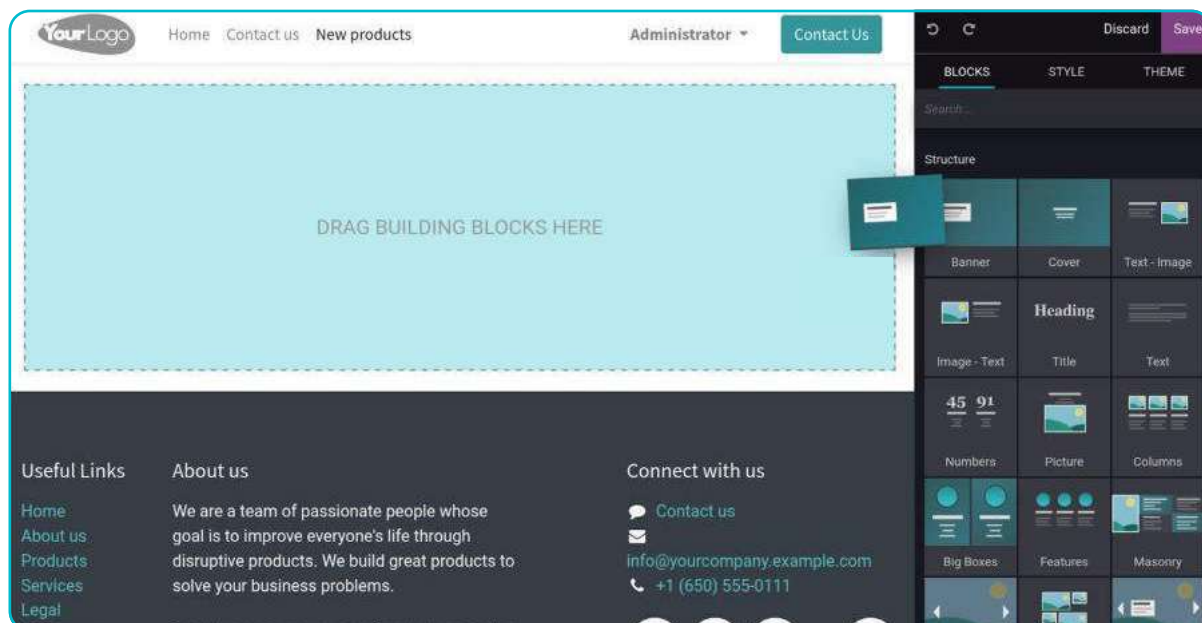 YourLogo
Home Contact us New products
Administrator
Contact Us
Discard
Save
BLOCKS STYLE THEME
Search...
Structure
DRAG BUILDING BLOCKS HERE
Banner Cover Text - Image
Heading
Image - Text Title Text
45 91
Numbers Picture Columns
Big Boxes Features Masonry
Useful Links
Home
About us
Products
Services
Legal
About us
We are a team of passionate people whose
goal is to improve everyone's life through
disruptive products. We build great products to
solve your business problems.
Connect with us
Contact us
info@yourcompany.example.com
+1 (650) 555-0111